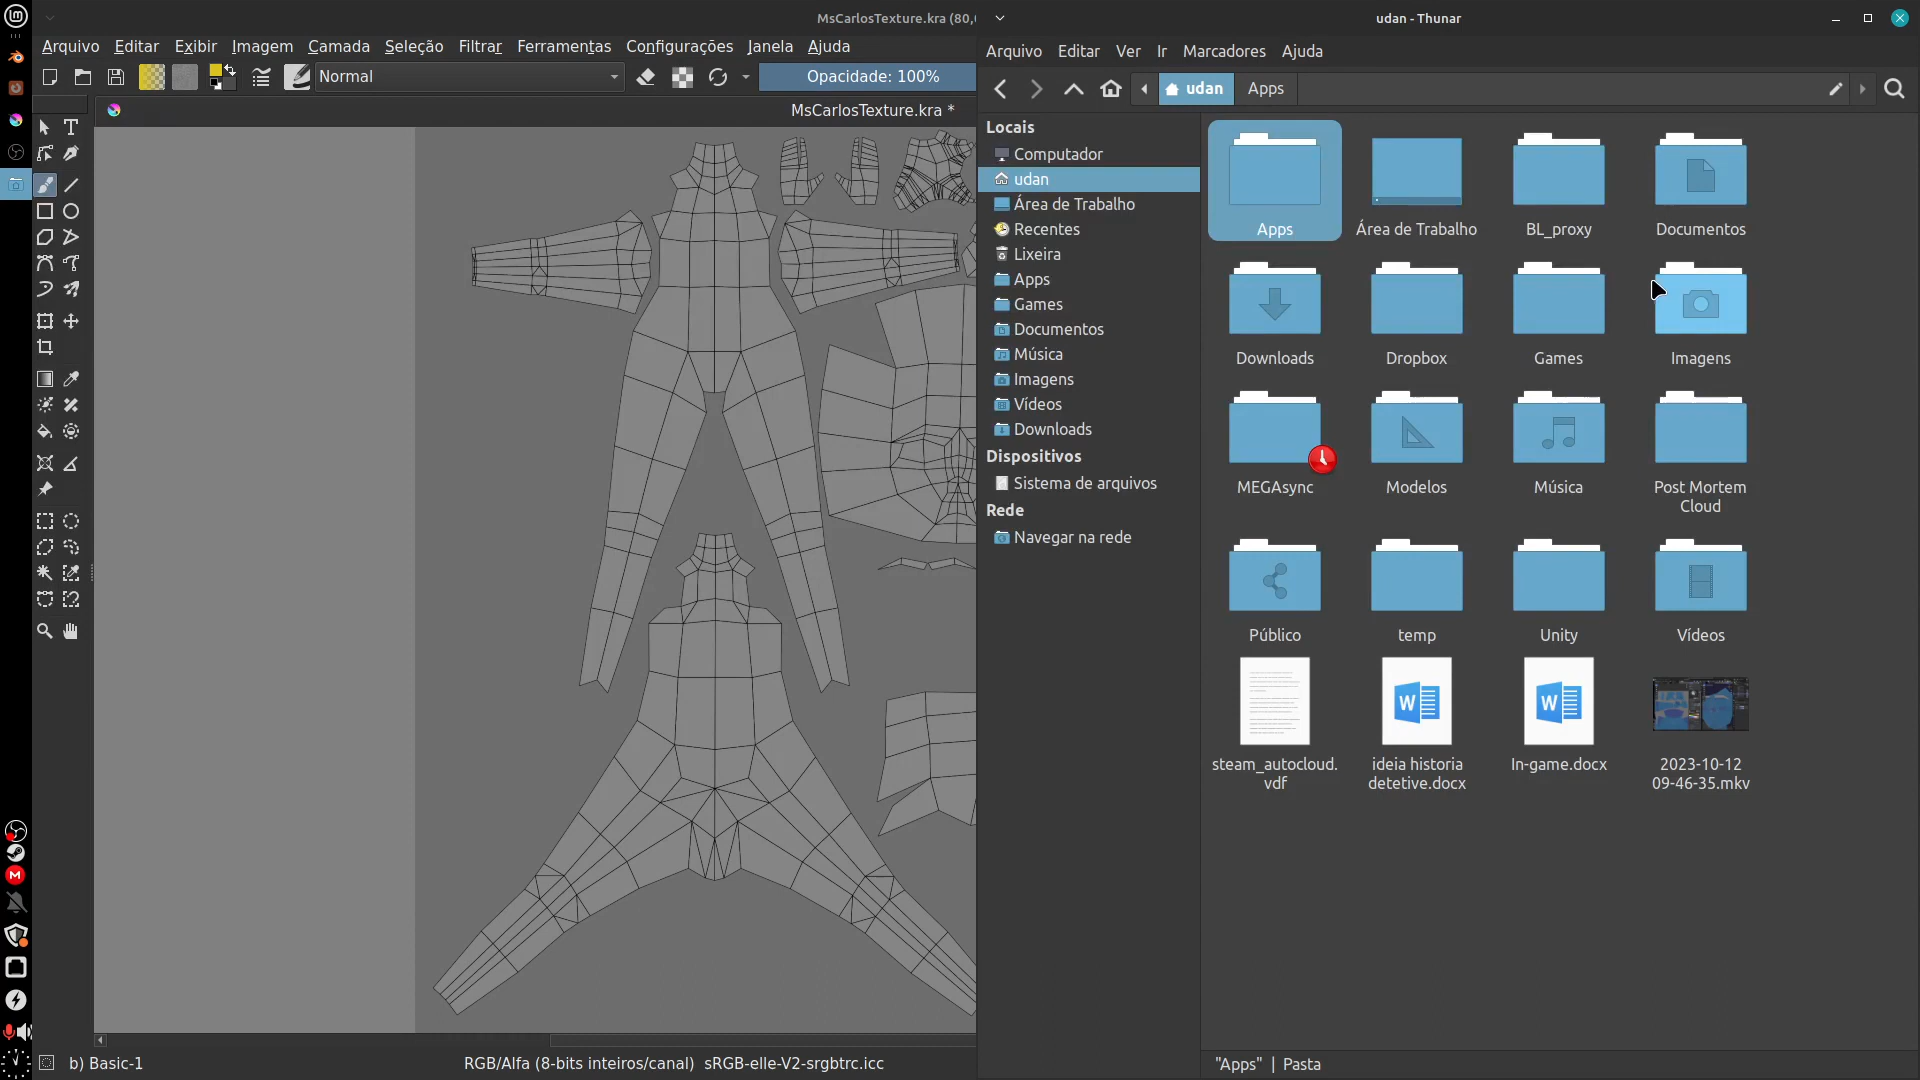 MsCarlosTexture.kra (80,
Arquivo Editar Exibir Imagem Camada Seleção Filtrar Ferramentas Configurações Janela Ajuda
Normal
Opacidade: 100%
MsCarlosTexture.kra *
b) Basic-1
RGB/Alfa (8-bits inteiros/canal) sRGB-elle-V2-srgbtrc.icc
udan - Thunar
Arquivo Editar Ver Ir Marcadores Ajuda
udan Apps
Locais
Computador
udan
Área de Trabalho
Recentes
Lixeira
Apps
Games
Documentos
Música
Imagens
Vídeos
Downloads
Dispositivos
Sistema de arquivos
Rede
Navegar na rede
Apps Área de Trabalho BL_proxy Documentos
Downloads Dropbox Games Imagens
MEGAsync Modelos Música Post Mortem
Cloud
Público temp Unity Vídeos
steam_autocloud. ideia historia In-game.docx 2023-10-12
vdf detetive.docx 09-46-35.mkv
"Apps" | Pasta